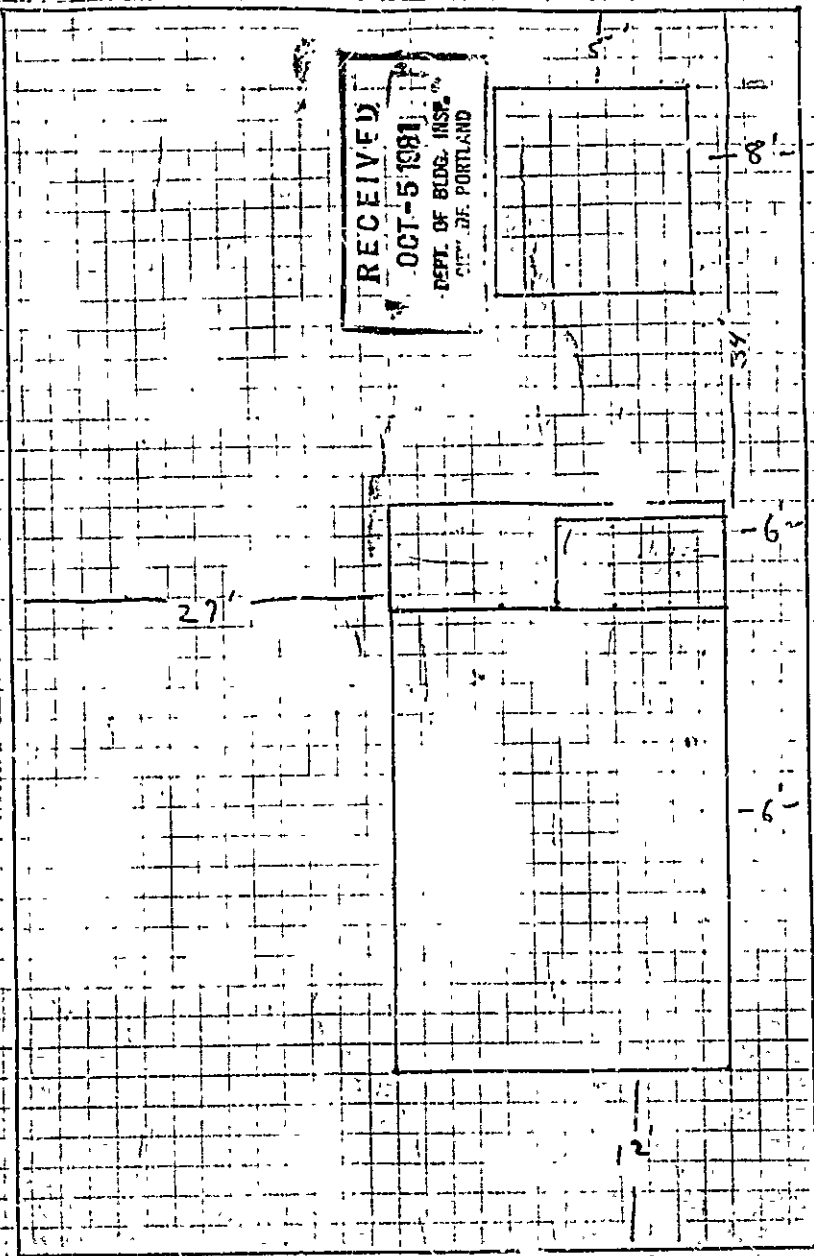 5'
RECEIVED
OCT-5 1981
DEPT. OF BLDG. INSP.
CITY OF PORTLAND
8'
34'
6'
27'
6'
12'